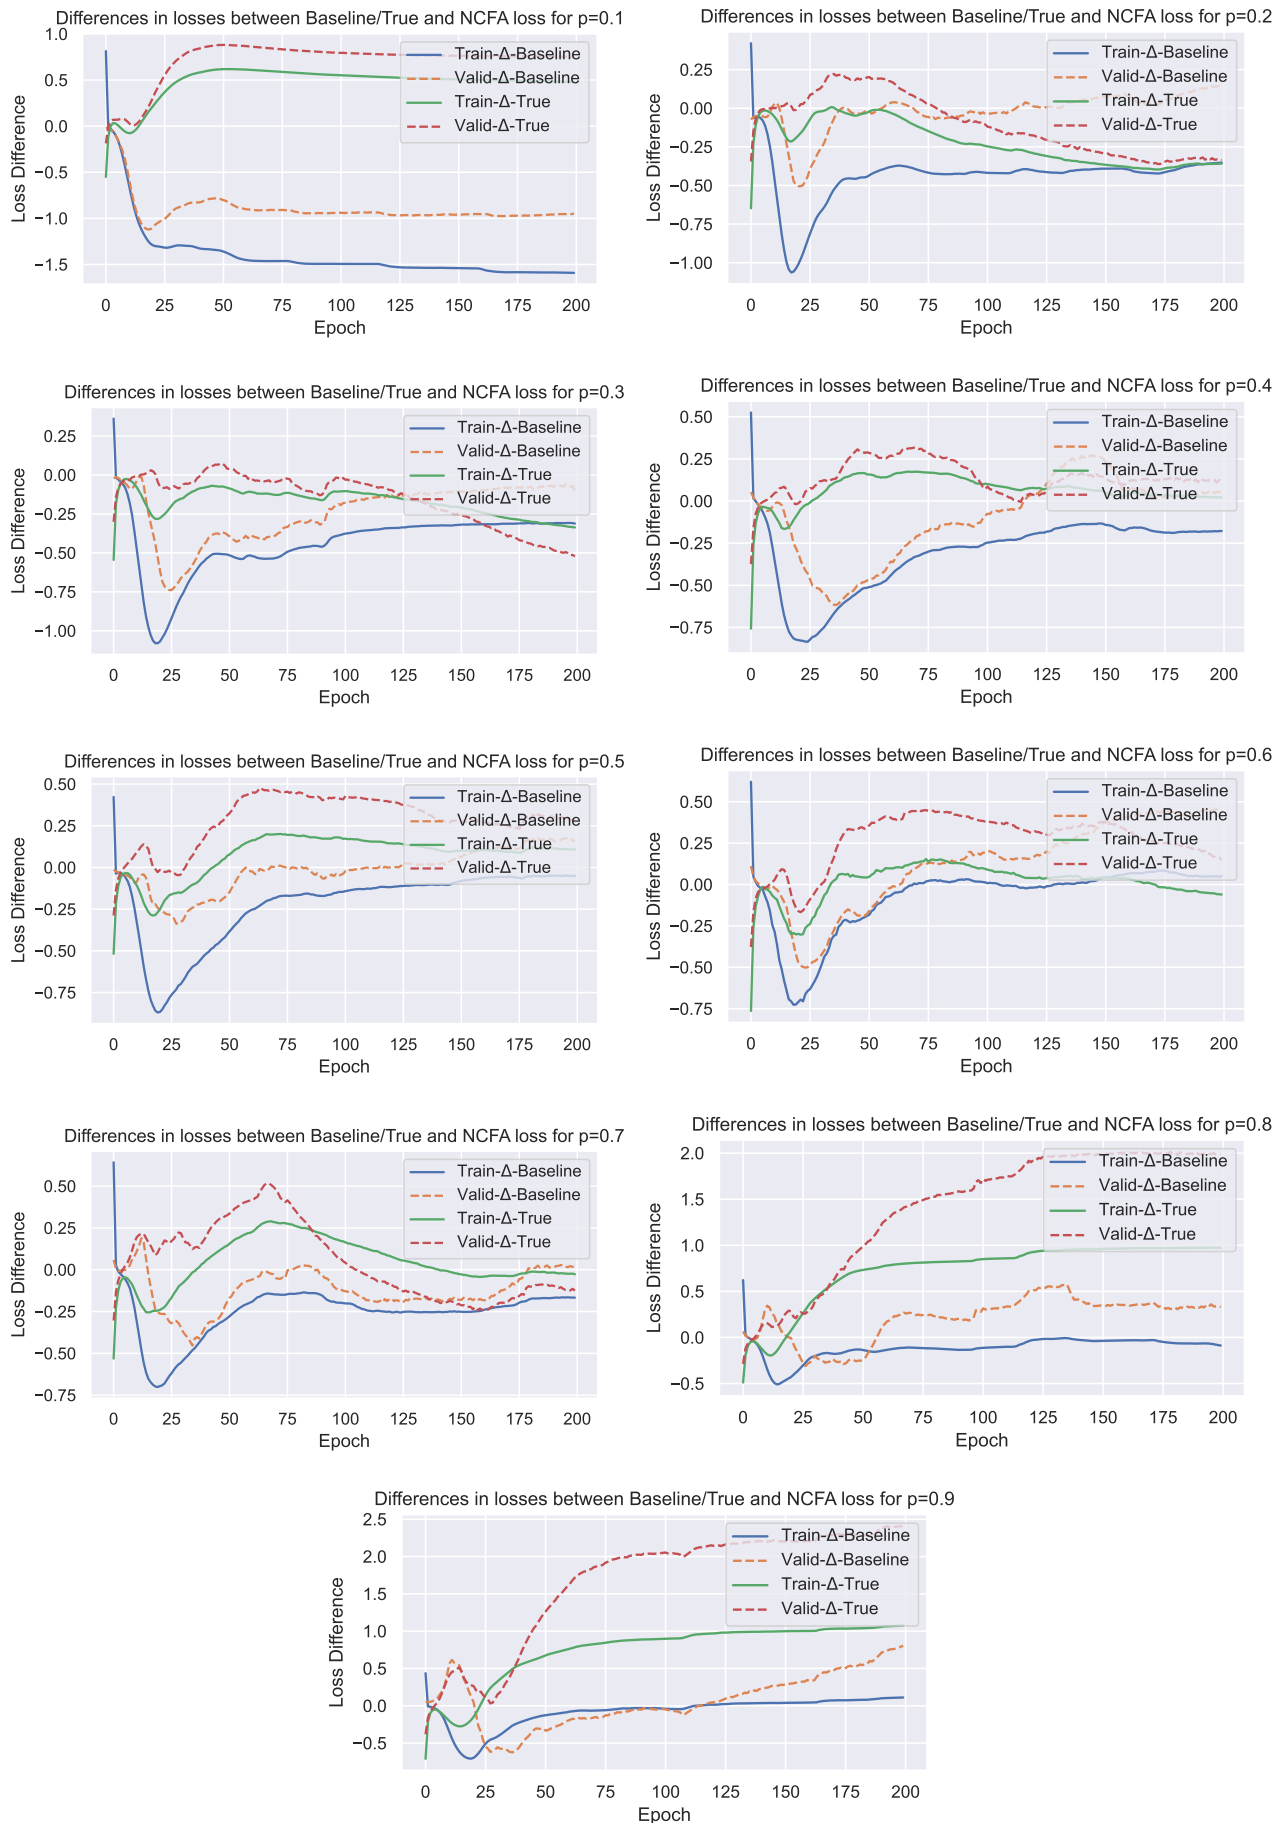 Differences in losses between Baseline/True and NCFA loss for p=0.1
Loss Difference
1.0
0.5
0.0
−0.5
−1.0
−1.5
0 25 50 75 100 125 150 175 200
Epoch
Train-Δ-Baseline
Valid-Δ-Baseline
Train-Δ-True
Valid-Δ-True
Differences in losses between Baseline/True and NCFA loss for p=0.2
Loss Difference
0.25
0.00
−0.25
−0.50
−0.75
−1.00
0 25 50 75 100 125 150 175 200
Epoch
Train-Δ-Baseline
Valid-Δ-Baseline
Train-Δ-True
Valid-Δ-True
Differences in losses between Baseline/True and NCFA loss for p=0.3
Loss Difference
0.25
0.00
−0.25
−0.50
−0.75
−1.00
0 25 50 75 100 125 150 175 200
Epoch
Train-Δ-Baseline
Valid-Δ-Baseline
Train-Δ-True
Valid-Δ-True
Differences in losses between Baseline/True and NCFA loss for p=0.4
Loss Difference
0.50
0.25
0.00
−0.25
−0.50
−0.75
0 25 50 75 100 125 150 175 200
Epoch
Train-Δ-Baseline
Valid-Δ-Baseline
Train-Δ-True
Valid-Δ-True
Differences in losses between Baseline/True and NCFA loss for p=0.5
Loss Difference
0.50
0.25
0.00
−0.25
−0.50
−0.75
0 25 50 75 100 125 150 175 200
Epoch
Train-Δ-Baseline
Valid-Δ-Baseline
Train-Δ-True
Valid-Δ-True
Differences in losses between Baseline/True and NCFA loss for p=0.6
Loss Difference
0.50
0.25
0.00
−0.25
−0.50
−0.75
0 25 50 75 100 125 150 175 200
Epoch
Train-Δ-Baseline
Valid-Δ-Baseline
Train-Δ-True
Valid-Δ-True
Differences in losses between Baseline/True and NCFA loss for p=0.7
Loss Difference
0.50
0.25
0.00
−0.25
−0.50
−0.75
0 25 50 75 100 125 150 175 200
Epoch
Train-Δ-Baseline
Valid-Δ-Baseline
Train-Δ-True
Valid-Δ-True
Differences in losses between Baseline/True and NCFA loss for p=0.8
Loss Difference
2.0
1.5
1.0
0.5
0.0
−0.5
0 25 50 75 100 125 150 175 200
Epoch
Train-Δ-Baseline
Valid-Δ-Baseline
Train-Δ-True
Valid-Δ-True
Differences in losses between Baseline/True and NCFA loss for p=0.9
Loss Difference
2.5
2.0
1.5
1.0
0.5
0.0
−0.5
0 25 50 75 100 125 150 175 200
Epoch
Train-Δ-Baseline
Valid-Δ-Baseline
Train-Δ-True
Valid-Δ-True